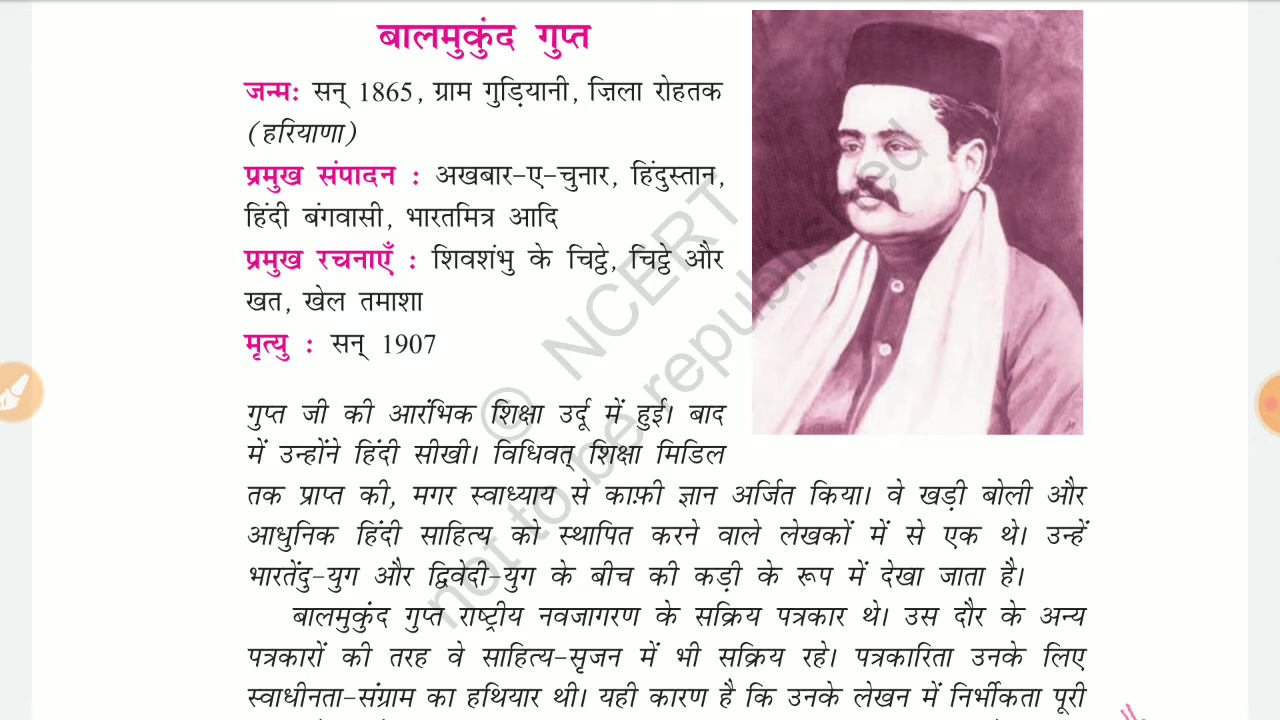 बालमुकुंद गुप्त
जन्म: सन् 1865, ग्राम गुड़ियानी, ज़िला रोहतक
(हरियाणा)
प्रमुख संपादन : अखबार-ए-चुनार, हिंदुस्तान,
हिंदी बंगवासी, भारतमित्र आदि
प्रमुख रचनाएँ : शिवशंभु के चिट्ठे, चिट्ठे और
खत, खेल तमाशा
मृत्यु : सन् 1907
गुप्त जी की आरंभिक शिक्षा उर्दू में हुई। बाद
में उन्होंने हिंदी सीखी। विधिवत् शिक्षा मिडिल
तक प्राप्त की, मगर स्वाध्याय से काफ़ी ज्ञान अर्जित किया। वे खड़ी बोली और
आधुनिक हिंदी साहित्य को स्थापित करने वाले लेखकों में से एक थे। उन्हें
भारतेंदु-युग और द्विवेदी-युग के बीच की कड़ी के रूप में देखा जाता है।
बालमुकुंद गुप्त राष्ट्रीय नवजागरण के सक्रिय पत्रकार थे। उस दौर के अन्य
पत्रकारों की तरह वे साहित्य-सृजन में भी सक्रिय रहे। पत्रकारिता उनके लिए
स्वाधीनता-संग्राम का हथियार थी। यही कारण है कि उनके लेखन में निर्भीकता पूरी
© NCERT
not to be republished